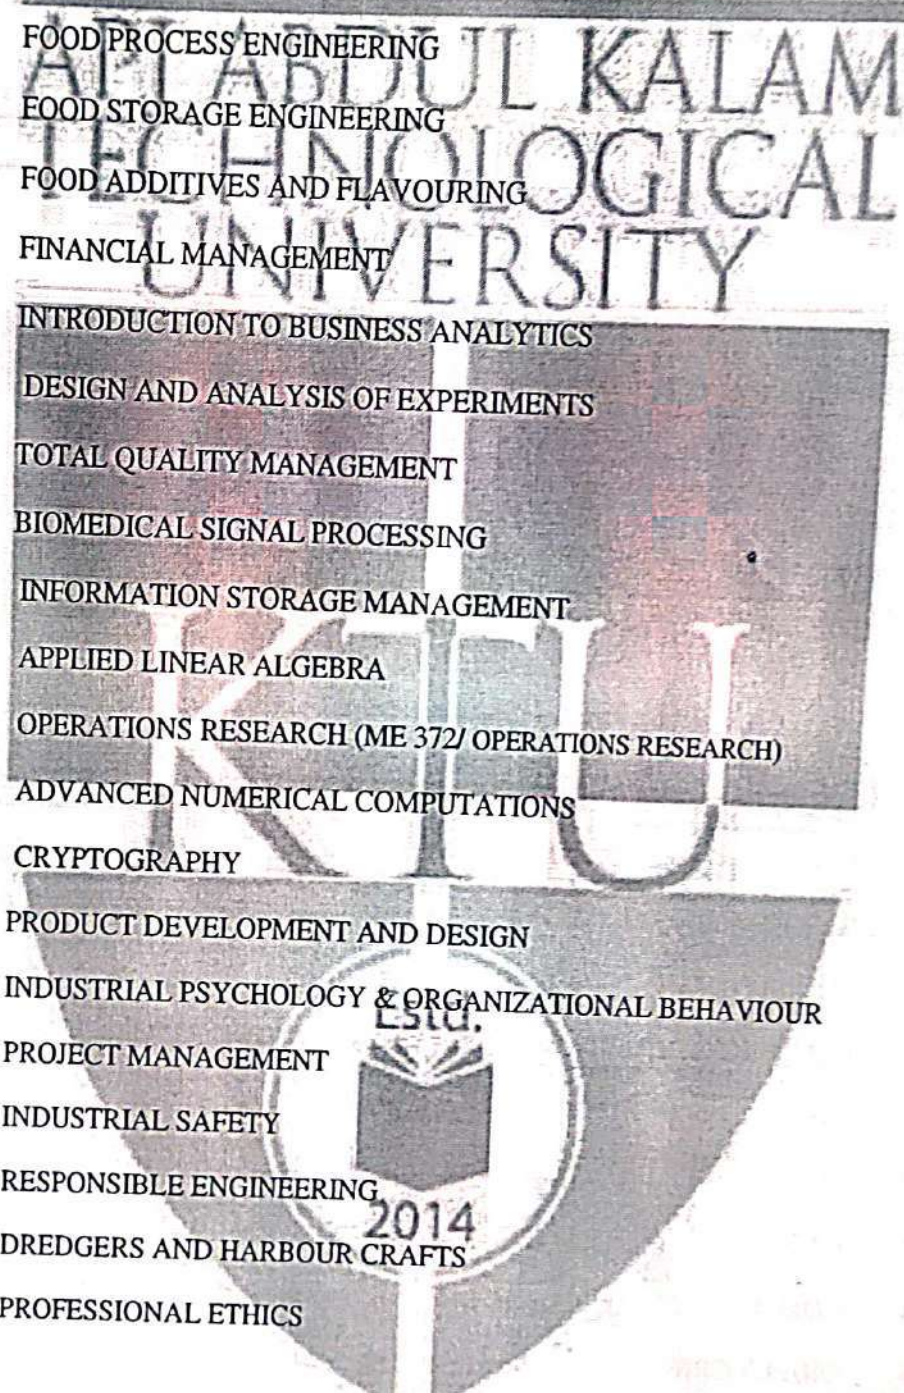 API ABDUL KALAM
TECHNOLOGICAL
UNIVERSITY
FOOD PROCESS ENGINEERING
FOOD STORAGE ENGINEERING
FOOD ADDITIVES AND FLAVOURING
FINANCIAL MANAGEMENT
INTRODUCTION TO BUSINESS ANALYTICS
DESIGN AND ANALYSIS OF EXPERIMENTS
TOTAL QUALITY MANAGEMENT
BIOMEDICAL SIGNAL PROCESSING
INFORMATION STORAGE MANAGEMENT
APPLIED LINEAR ALGEBRA
OPERATIONS RESEARCH (ME 372/ OPERATIONS RESEARCH)
ADVANCED NUMERICAL COMPUTATIONS
KTU
CRYPTOGRAPHY
PRODUCT DEVELOPMENT AND DESIGN
INDUSTRIAL PSYCHOLOGY & ORGANIZATIONAL BEHAVIOUR
Estd.
PROJECT MANAGEMENT
INDUSTRIAL SAFETY
RESPONSIBLE ENGINEERING
2014
DREDGERS AND HARBOUR CRAFTS
PROFESSIONAL ETHICS